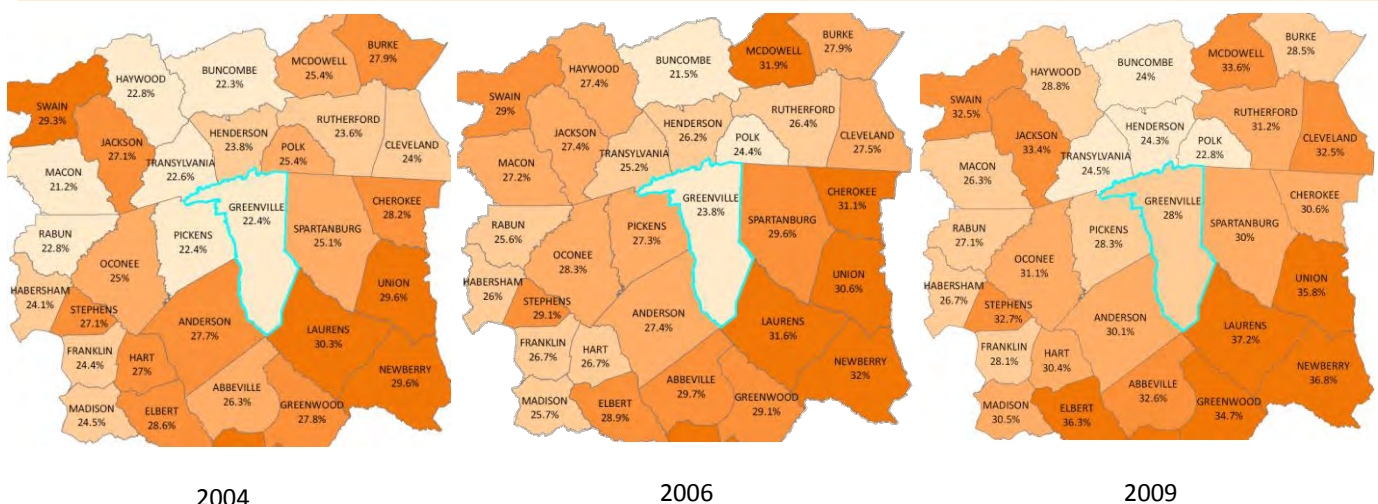 BURKE
27.9%
MCDOWELL
25.4%
BUNCOMBE
22.3%
HAYWOOD
22.8%
SWAIN
29.3%
RUTHERFORD
23.6%
HENDERSON
23.8%
CLEVELAND
24%
JACKSON
27.1%
POLK
25.4%
TRANSYLVANIA
22.6%
MACON
21.2%
CHEROKEE
28.2%
GREENVILLE
22.4%
SPARTANBURG
25.1%
PICKENS
22.4%
RABUN
22.8%
OCONEE
25%
UNION
29.6%
HABERSHAM
24.1%
STEPHENS
27.1%
ANDERSON
27.7%
LAURENS
30.3%
FRANKLIN
24.4%
HART
27%
NEWBERRY
29.6%
ABBEVILLE
26.3%
MADISON
24.5%
ELBERT
28.6%
GREENWOOD
27.8%
2004
BURKE
27.9%
MCDOWELL
31.9%
BUNCOMBE
21.5%
HAYWOOD
27.4%
SWAIN
29%
RUTHERFORD
26.4%
HENDERSON
26.2%
JACKSON
27.4%
POLK
24.4%
CLEVELAND
27.5%
TRANSYLVANIA
25.2%
MACON
27.2%
CHEROKEE
31.1%
GREENVILLE
23.8%
SPARTANBURG
29.6%
RABUN
25.6%
PICKENS
27.3%
OCONEE
28.3%
HABERSHAM
26%
UNION
30.6%
STEPHENS
29.1%
ANDERSON
27.4%
LAURENS
31.6%
FRANKLIN
26.7%
HART
26.7%
NEWBERRY
32%
ABBEVILLE
29.7%
MADISON
25.7%
ELBERT
28.9%
GREENWOOD
29.1%
2006
BURKE
28.5%
MCDOWELL
33.6%
BUNCOMBE
24%
HAYWOOD
28.8%
SWAIN
32.5%
RUTHERFORD
31.2%
HENDERSON
24.3%
JACKSON
33.4%
POLK
22.8%
CLEVELAND
32.5%
TRANSYLVANIA
24.5%
MACON
26.3%
CHEROKEE
30.6%
GREENVILLE
28%
SPARTANBURG
30%
PICKENS
28.3%
RABUN
27.1%
OCONEE
31.1%
UNION
35.8%
HABERSHAM
26.7%
STEPHENS
32.7%
ANDERSON
30.1%
LAURENS
37.2%
FRANKLIN
28.1%
HART
30.4%
NEWBERRY
36.8%
ABBEVILLE
32.6%
MADISON
30.5%
ELBERT
36.3%
GREENWOOD
34.7%
2009